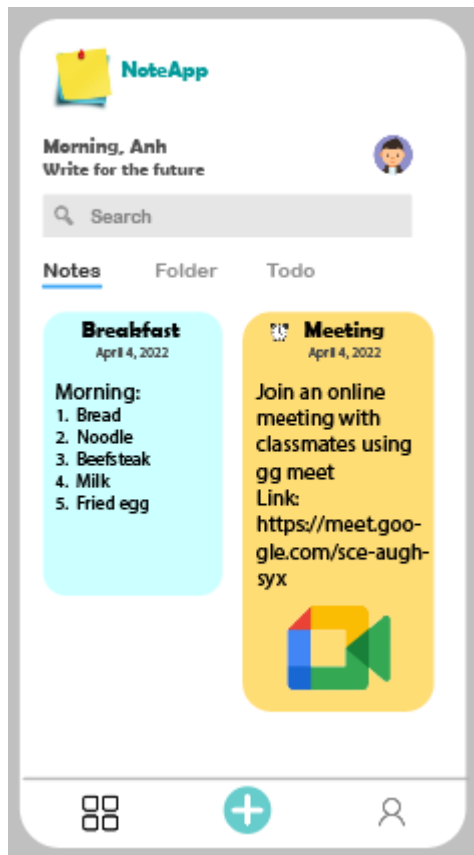 NoteApp
Morning, Anh
Write for the future
Search
Notes Folder Todo
Breakfast
April 4, 2022
Morning:
1. Bread
2. Noodle
3. Beefsteak
4. Milk
5. Fried egg
Meeting
April 4, 2022
Join an online
meeting with
classmates using
gg meet
Link:
https://meet.goo-
gle.com/sce-augh-
syx